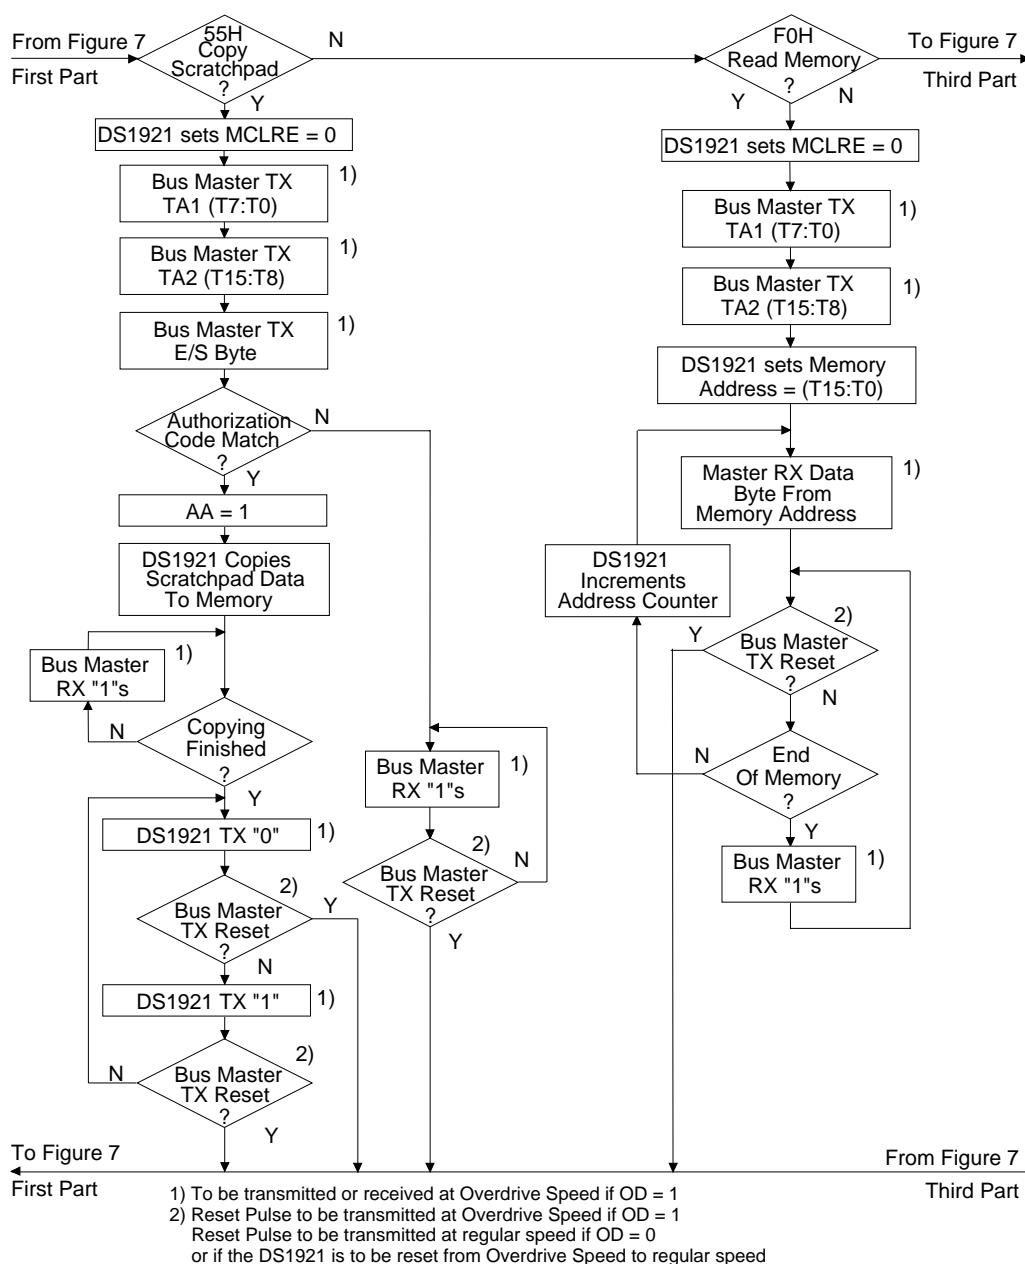 From Figure 7
First Part
55H
Copy
Scratchpad
?
N
Y
F0H
Read Memory
?
Y
N
To Figure 7
Third Part
DS1921 sets MCLRE = 0
Bus Master TX
TA1 (T7:T0)
1)
Bus Master TX
TA2 (T15:T8)
1)
Bus Master TX
E/S Byte
1)
Authorization
Code Match
?
N
Y
AA = 1
DS1921 Copies
Scratchpad Data
To Memory
Bus Master
RX "1"s
1)
N
Copying
Finished
?
Y
DS1921 TX "0"
1)
Bus Master
TX Reset
?
2)
Y
N
DS1921 TX "1"
1)
Bus Master
TX Reset
?
2)
N
Y
Bus Master
RX "1"s
1)
Bus Master
TX Reset
?
2)
N
Y
DS1921 sets MCLRE = 0
Bus Master TX
TA1 (T7:T0)
1)
Bus Master TX
TA2 (T15:T8)
1)
DS1921 sets Memory
Address = (T15:T0)
Master RX Data
Byte From
Memory Address
1)
DS1921
Increments
Address Counter
Bus Master
TX Reset
?
2)
Y
N
End
Of Memory
?
N
Y
Bus Master
RX "1"s
1)
To Figure 7
First Part
From Figure 7
Third Part
1) To be transmitted or received at Overdrive Speed if OD = 1
2) Reset Pulse to be transmitted at Overdrive Speed if OD = 1
Reset Pulse to be transmitted at regular speed if OD = 0
or if the DS1921 is to be reset from Overdrive Speed to regular speed